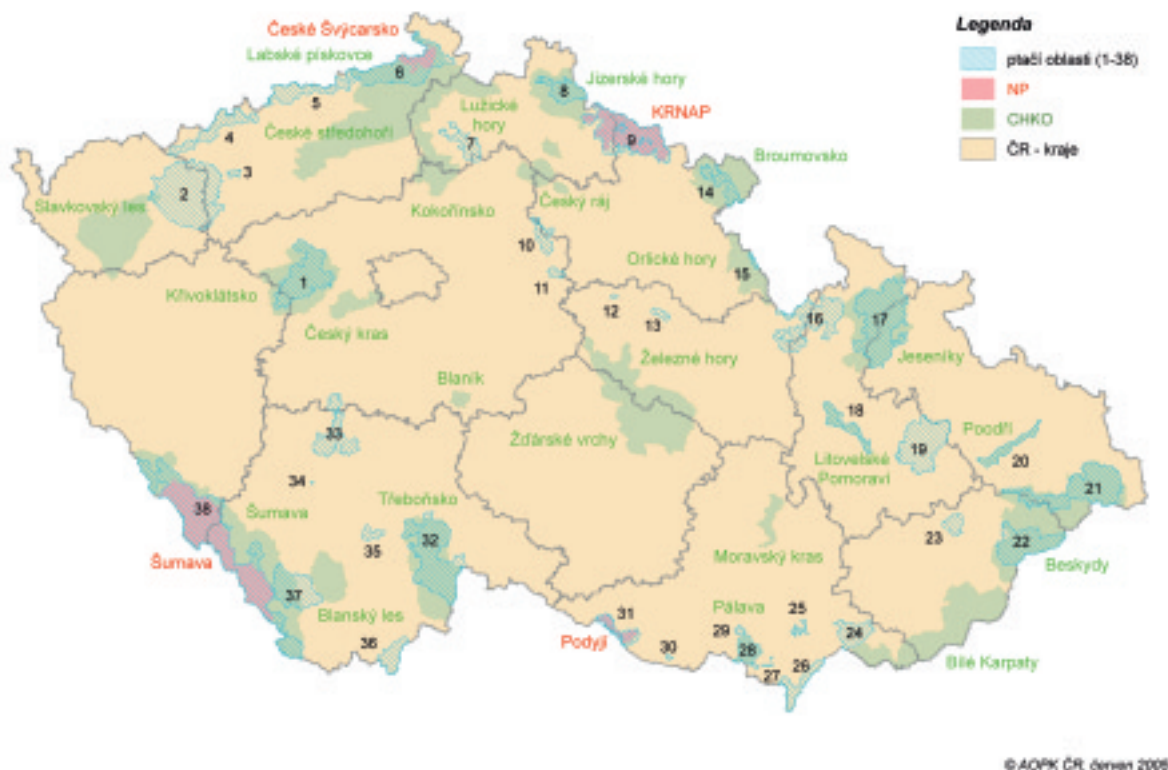 České Švýcarsko
Labské pískovce
6
5
4
3
2
České středohoří
Lužické
hory
7
8
Jizerské hory
KRNAP
9
Broumovsko
14
Slavkovský les
Kokořínsko
Český ráj
10
11
Orlické hory
15
Křivoklátsko
1
Český kras
12
13
Železné hory
16
17
Jeseníky
Blaník
Žďárské vrchy
18
Litovelské
Pomoraví
19
Poodří
20
21
33
34
Třeboňsko
38
Šumava
Šumava
35
32
37
Blanský les
36
Moravský kras
23
22
Beskydy
Podyjí
31
30
Pálava
29
28
27
25
26
24
Bílé Karpaty
Legenda
ptačí oblasti (1-38)
NP
CHKO
ČR - kraje
© AOPK ČR, červen 2005